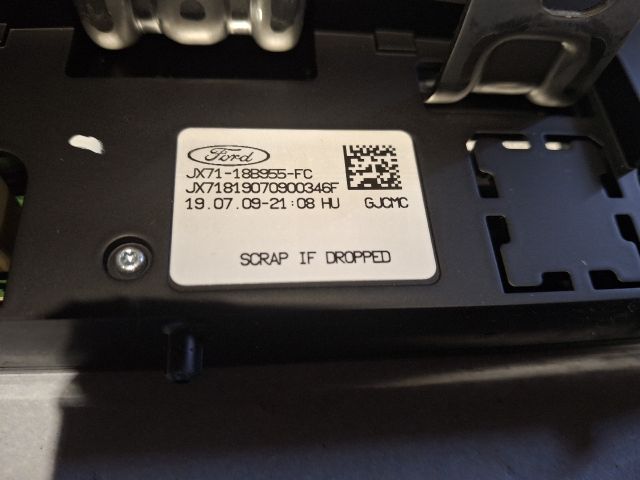 Ford
JX71-18B955-FC
JX71819070900346F
19.07.09-21:08 HU GJCMC
SCRAP IF DROPPED